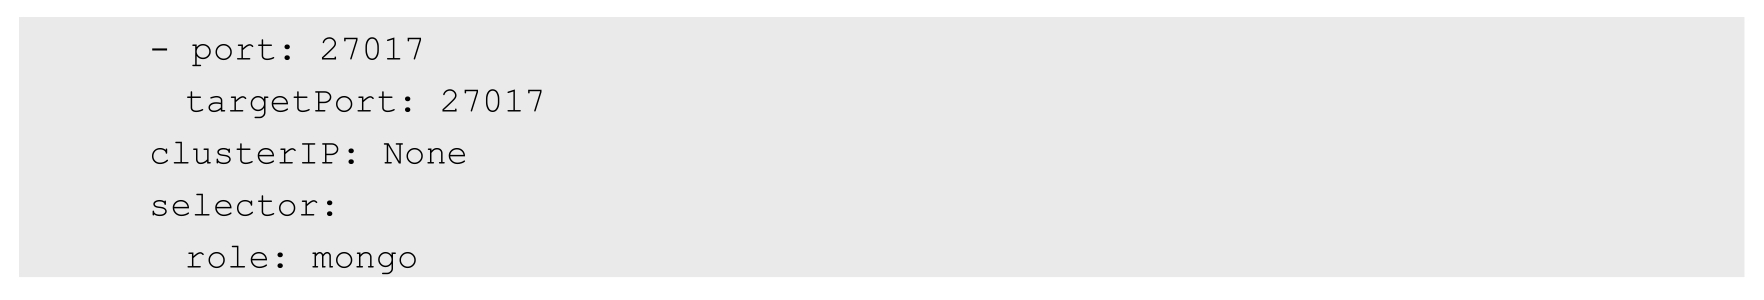 - port: 27017
targetPort: 27017
clusterIP: None
selector:
role: mongo